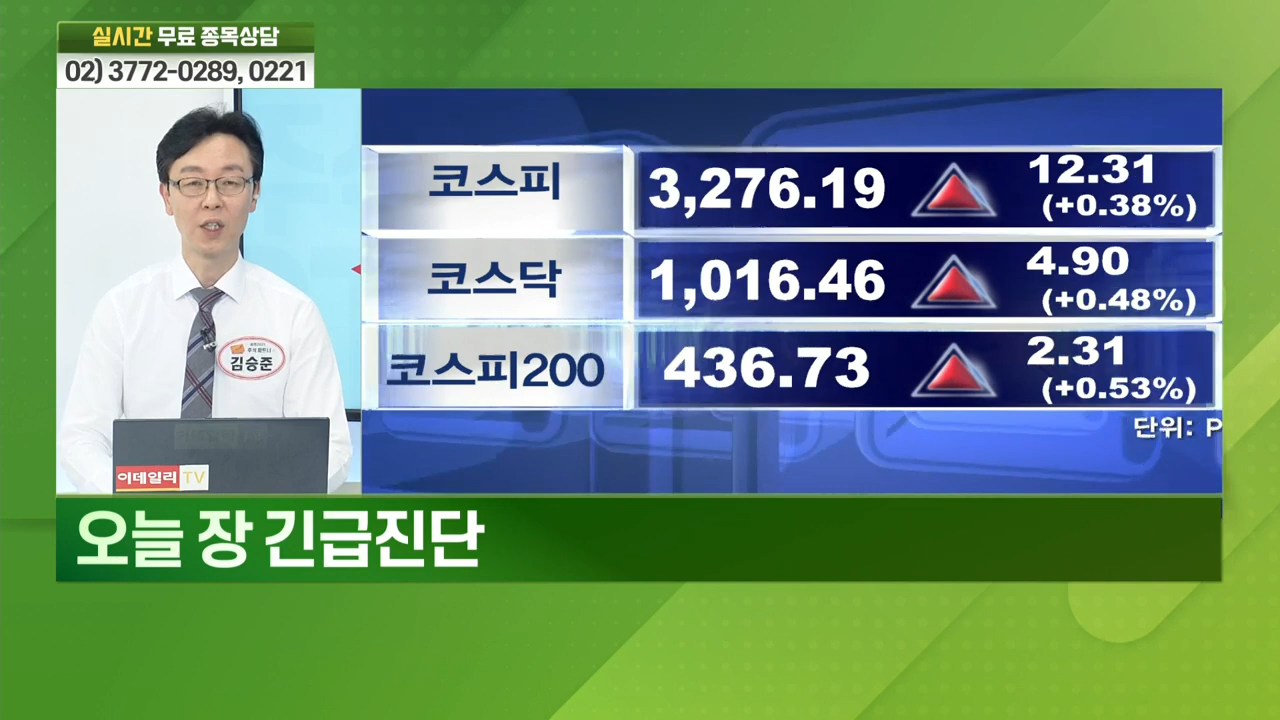 실시간 무료 종목상담
02) 3772-0289, 0221
코스피
3,276.19
12.31
(+0.38%)
코스닥
1,016.46
4.90
(+0.48%)
코스피200
436.73
2.31
(+0.53%)
단위: P
김승준
이데일리 TV
오늘 장 긴급진단